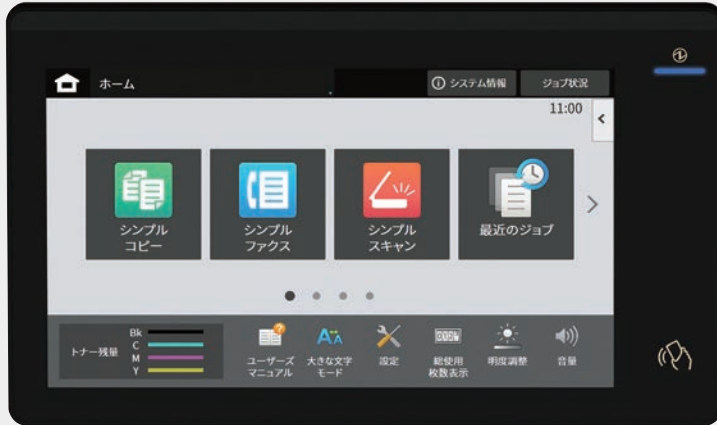 ホーム
システム情報
ジョブ状況
11:00
シンプル
コピー
シンプル
ファクス
シンプル
スキャン
最近のジョブ
トナー残量
Bk
C
M
Y
ユーザーズ
マニュアル
大きな文字
モード
設定
総使用
枚数表示
明度調整
音量